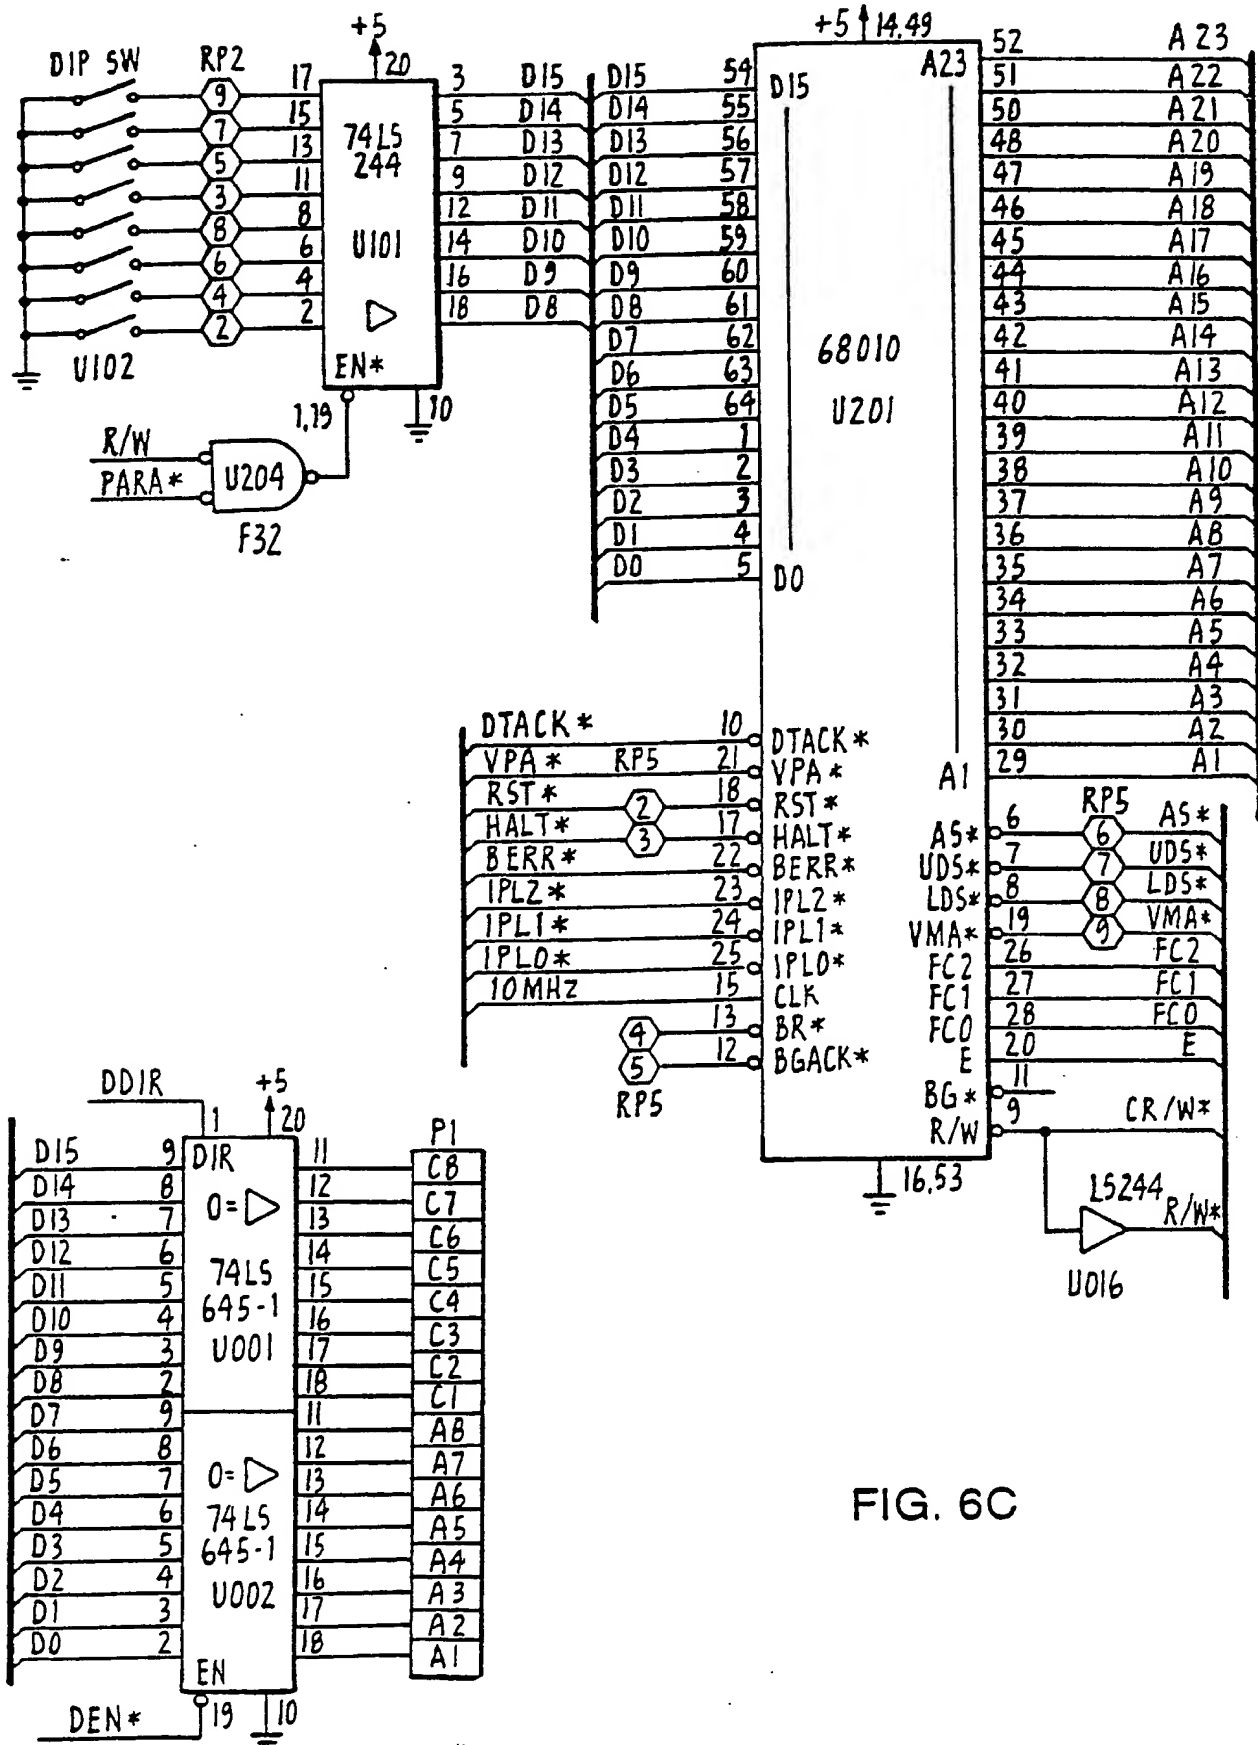 DIP SW RP2 +5 20
9 17 3 D15
7 15 5 D14
5 13 7 D13
3 11 9 D12
8 8 12 D11
6 6 14 D10
4 4 16 D9
2 2 18 D8
74LS
244
U101
EN*
U102
1,19 10
R/W
PARA*
U204
F32
+5 14,49
D15 54 D15
D14 55
D13 56
D12 57
D11 58
D10 59
D9 60
D8 61
D7 62
D6 63
D5 64
D4 1
D3 2
D2 3
D1 4
D0 5 D0
68010
U201
A23 52 A23
51 A22
50 A21
48 A20
47 A19
46 A18
45 A17
44 A16
43 A15
42 A14
41 A13
40 A12
39 A11
38 A10
37 A9
36 A8
35 A7
34 A6
33 A5
32 A4
31 A3
30 A2
A1 29 A1
DTACK* 10 DTACK*
VPA* RP5 21 VPA*
RST* 2 18 RST*
HALT* 3 17 HALT*
BERR* 22 BERR*
IPL2* 23 IPL2*
IPL1* 24 IPL1*
IPL0* 25 IPL0*
10MHZ 15 CLK
4 13 BR*
5 12 BGACK*
RP5
RP5
AS* 6 6 AS*
UDS* 7 7 UDS*
LDS* 8 8 LDS*
VMA* 19 9 VMA*
FC2 26 FC2
FC1 27 FC1
FC0 28 FC0
E 20 E
BG* 11
R/W 9 CR/W*
16,53
LS244 R/W*
U016
DDIR +5
1 20 P1
D15 9 DIR 11 C8
D14 8 12 C7
D13 7 13 C6
D12 6 14 C5
D11 5 15 C4
D10 4 16 C3
D9 3 17 C2
D8 2 18 C1
0=
74LS
645-1
U001
D7 9 11 A8
D6 8 12 A7
D5 7 13 A6
D4 6 14 A5
D3 5 15 A4
D2 4 16 A3
D1 3 17 A2
D0 2 18 A1
0=
74LS
645-1
U002
EN
DEN* 19 10
FIG. 6C